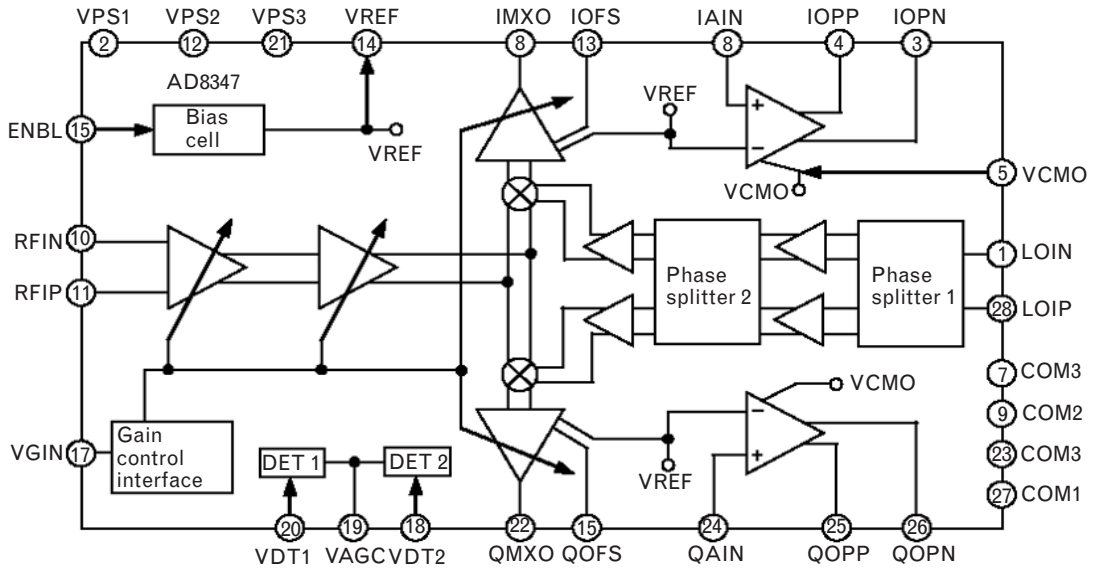 VPS1 VPS2 VPS3 VREF IMXO IOFS IAIN IOPP IOPN
2 12 21 14 8 13 8 4 3
AD8347
ENBL 15
Bias
cell
VREF
VREF
+
−
VCMO
5 VCMO
RFIN 10
RFIP 11
Phase
splitter 2
Phase
splitter 1
1 LOIN
28 LOIP
7 COM3
9 COM2
23 COM3
27 COM1
VGIN 17
Gain
control
interface
DET 1
DET 2
VREF
VCMO
−
+
20 19 18 22 15 24 25 26
VDT1 VAGC VDT2 QMXO QOFS QAIN QOPP QOPN